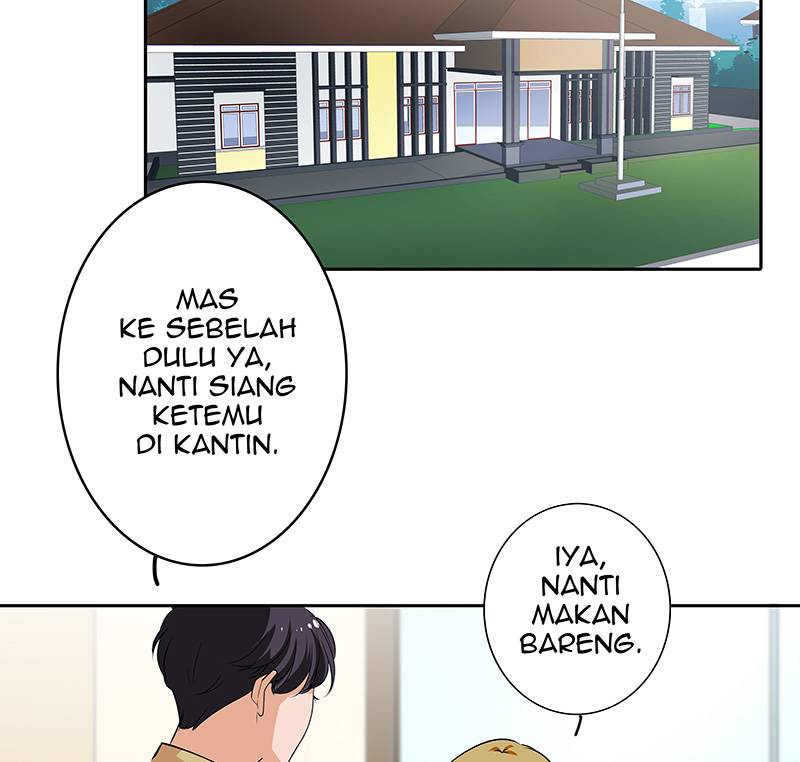 MAS
KE SEBELAH
DULU YA,
NANTI SIANG
KETEMU
DI KANTIN.
IYA,
NANTI
MAKAN
BARENG.